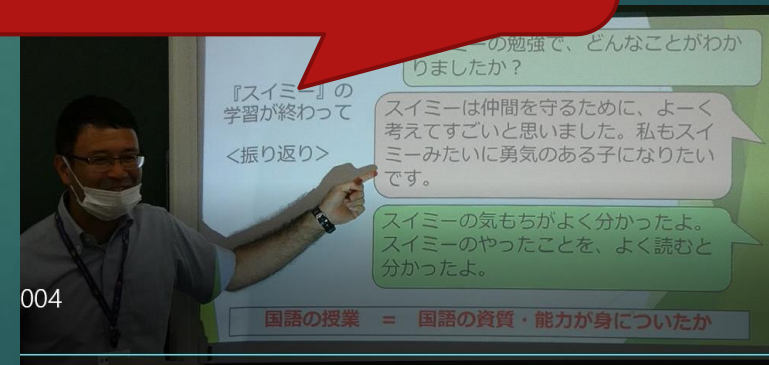 ーの勉強で、どんなことがわか
りましたか？
『スイミー』の
学習が終わって
<振り返り>
スイミーは仲間を守るために、よーく
考えてすごいと思いました。私もスイ
ミーみたいに勇気のある子になりたい
です。
スイミーの気もちがよく分かったよ。
スイミーのやったことを、よく読むと
分かったよ。
004
国語の授業 = 国語の資質・能力が身についたか